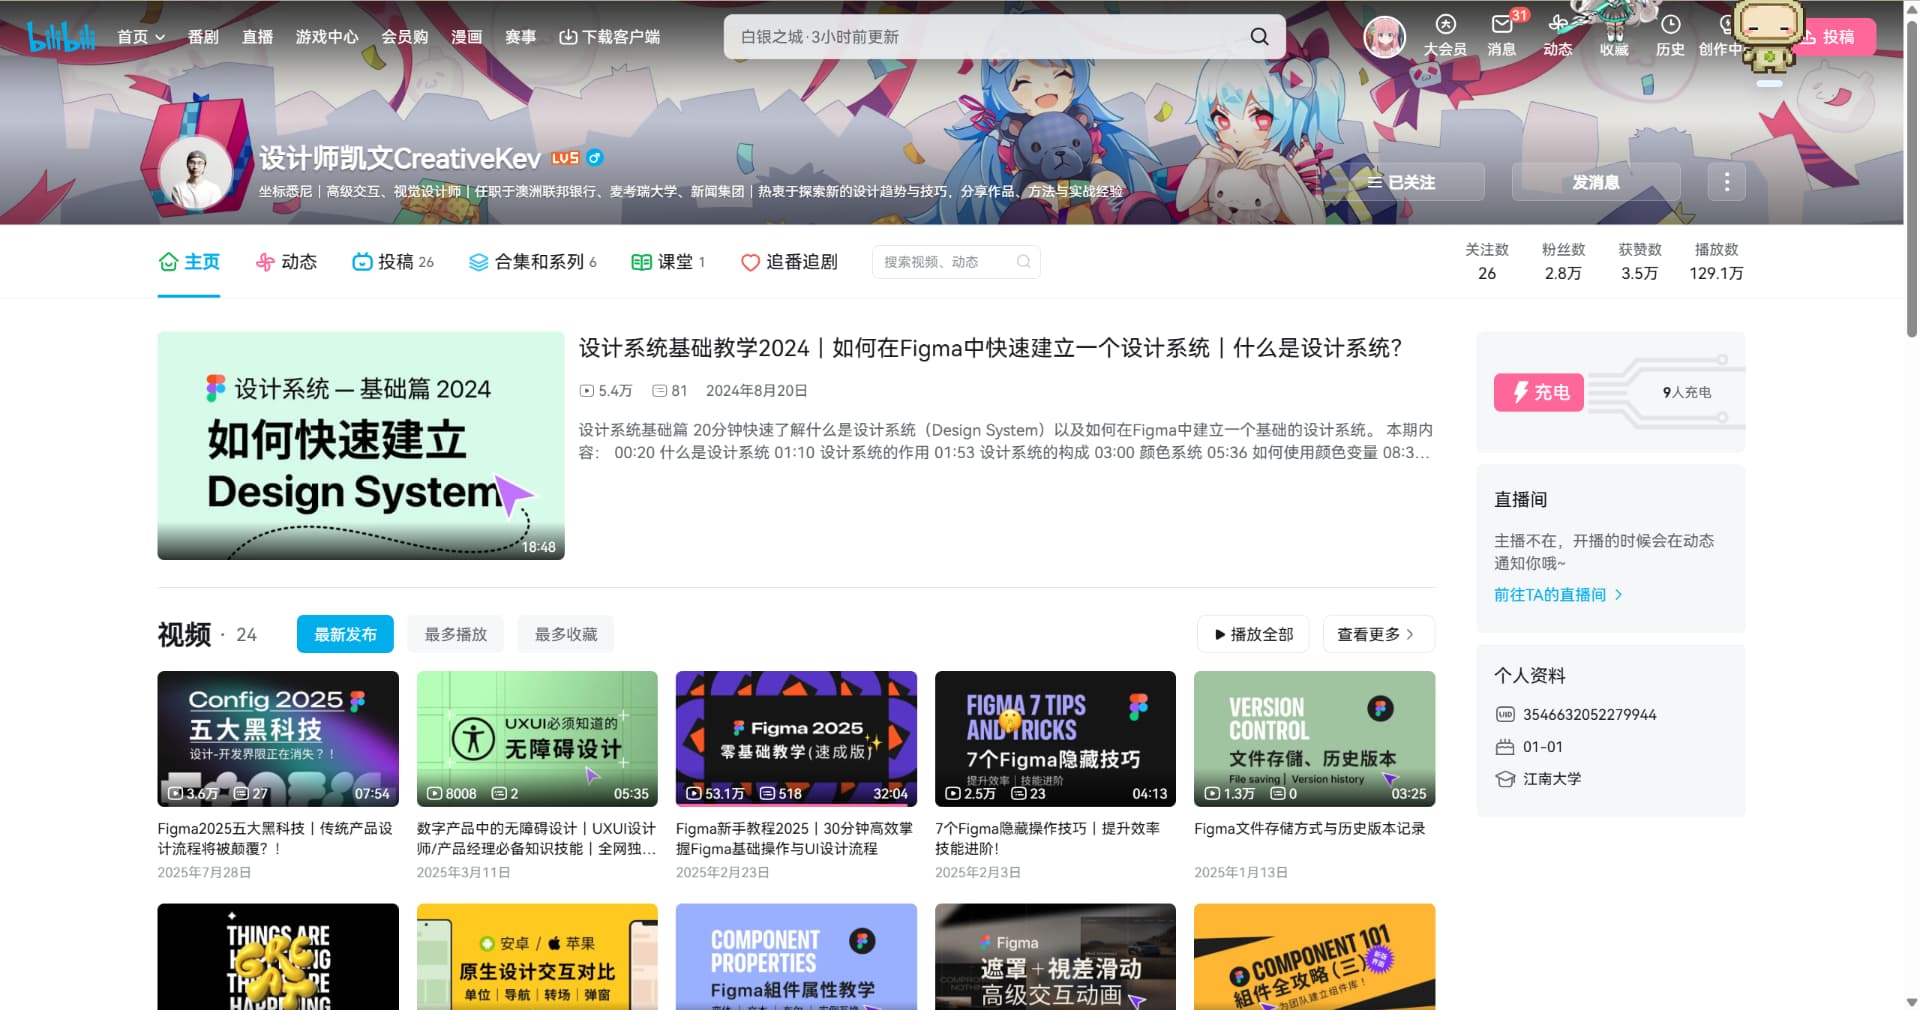 bilibili
首页
番剧
直播
游戏中心
会员购
漫画
赛事
下载客户端
白银之城·3小时前更新
大会员
31
消息
动态
收藏
历史
创作中
投稿
设计师凯文CreativeKev LV5
坐标悉尼丨高级交互、视觉设计师丨任职于澳洲联邦银行、麦考瑞大学、新闻集团丨热衷于探索新的设计趋势与技巧，分享作品、方法与实战经验
已关注
发消息
主页
动态
投稿 26
合集和系列 6
课堂 1
追番追剧
搜索视频、动态
关注数
26
粉丝数
2.8万
获赞数
3.5万
播放数
129.1万
设计系统 — 基础篇 2024
如何快速建立
Design System
18:48
设计系统基础教学2024丨如何在Figma中快速建立一个设计系统丨什么是设计系统？
5.4万 81 2024年8月20日
设计系统基础篇 20分钟快速了解什么是设计系统（Design System）以及如何在Figma中建立一个基础的设计系统。 本期内
容： 00:20 什么是设计系统 01:10 设计系统的作用 01:53 设计系统的构成 03:00 颜色系统 05:36 如何使用颜色变量 08:3...
充电
9人充电
直播间
主播不在，开播的时候会在动态
通知你哦~
前往TA的直播间
个人资料
UID 3546632052279944
01-01
江南大学
视频 · 24
最新发布
最多播放
最多收藏
播放全部
查看更多
Config 2025
五大黑科技
设计-开发界限正在消失？！
3.6万 27 07:54
Figma2025五大黑科技丨传统产品设
计流程将被颠覆？！
2025年7月28日
UXUI必须知道的
无障碍设计
8008 2 05:35
数字产品中的无障碍设计丨UXUI设计
师/产品经理必备知识技能丨全网独...
2025年3月11日
Figma 2025
零基础教学(速成版)
53.1万 518 32:04
Figma新手教程2025丨30分钟高效掌
握Figma基础操作与UI设计流程
2025年2月23日
FIGMA 7 TIPS
AND TRICKS
7个Figma隐藏技巧
提升效率｜技能进阶
2.5万 23 04:13
7个Figma隐藏操作技巧丨提升效率
技能进阶！
2025年2月3日
VERSION
CONTROL
文件存储、历史版本
File saving | Version history
1.3万 0 03:25
Figma文件存储方式与历史版本记录
2025年1月13日
THINGS ARE
HAPPENING
GREAT
HAPPENING
安卓 / 苹果
原生设计交互对比
单位｜导航｜转场｜弹窗
COMPONENT
PROPERTIES
Figma組件属性教学
Figma
遮罩＋視差滑动
高级交互动画
COMPONENT 101
組件全攻略（三）
新版
界面
为团队建立组件库！